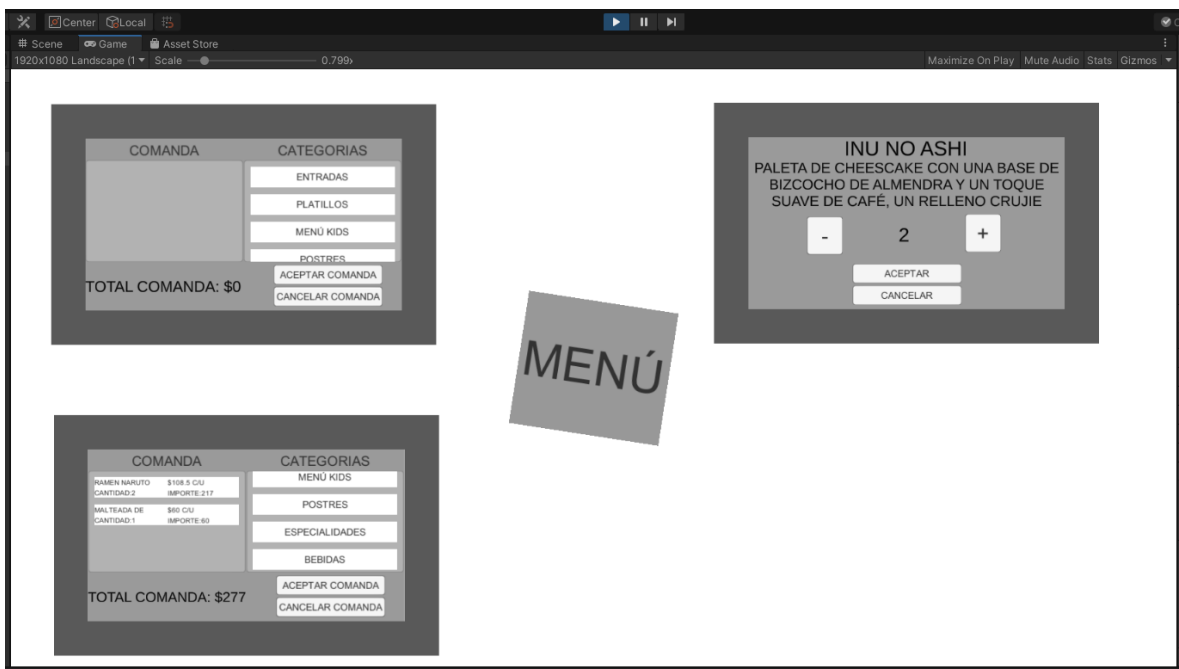 Center Local
Scene Game Asset Store
1920x1080 Landscape (1 Scale 0.799
Maximize On Play Mute Audio Stats Gizmos
COMANDA
CATEGORIAS
ENTRADAS
PLATILLOS
MENÚ KIDS
POSTRES
TOTAL COMANDA: $0
ACEPTAR COMANDA
CANCELAR COMANDA
INU NO ASHI
PALETA DE CHEESCAKE CON UNA BASE DE
BIZCOCHO DE ALMENDRA Y UN TOQUE
SUAVE DE CAFÉ, UN RELLENO CRUJIE
- 2 +
ACEPTAR
CANCELAR
MENÚ
COMANDA
RAMEN NARUTO $108.5 C/U
CANTIDAD:2 IMPORTE:217
MALTEADA DE $60 C/U
CANTIDAD:1 IMPORTE:60
CATEGORIAS
MENÚ KIDS
POSTRES
ESPECIALIDADES
BEBIDAS
TOTAL COMANDA: $277
ACEPTAR COMANDA
CANCELAR COMANDA